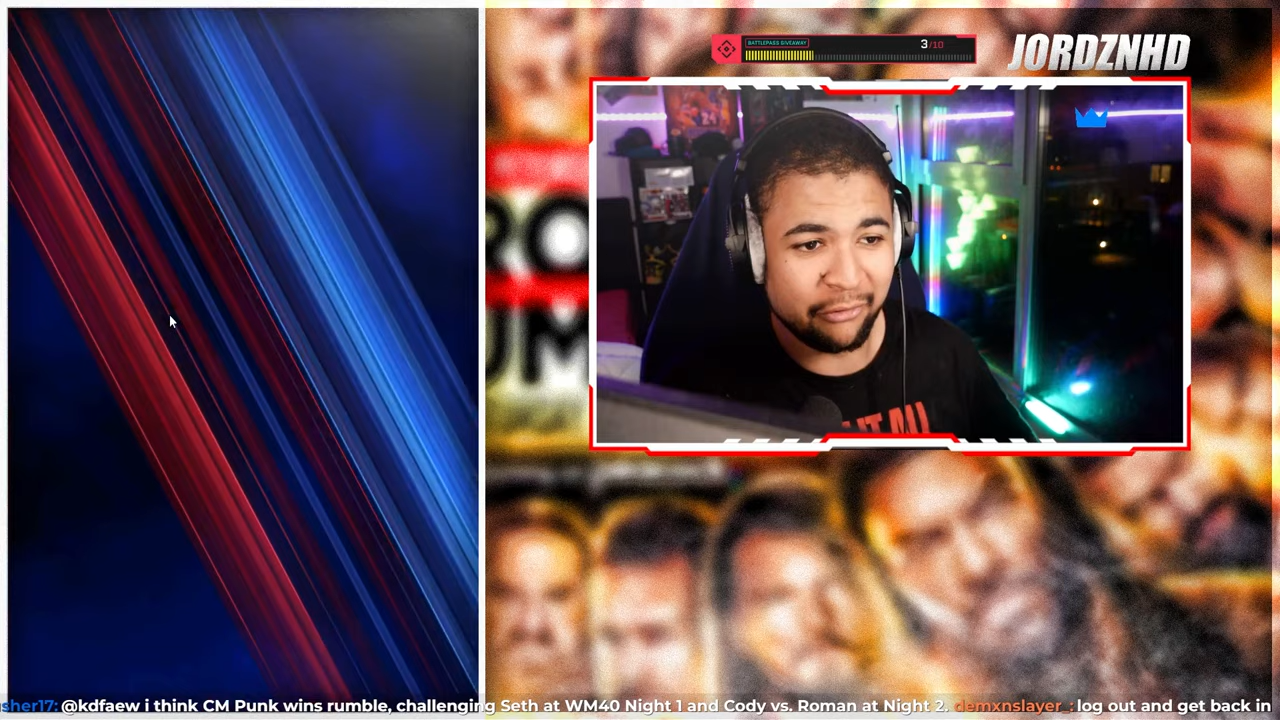 BATTLEPASS GIVEAWAY
3/10
JORDZNHD
sher17: @kdfaew i think CM Punk wins rumble, challenging Seth at WM40 Night 1 and Cody vs. Roman at Night 2. demxnslayer_: log out and get back in